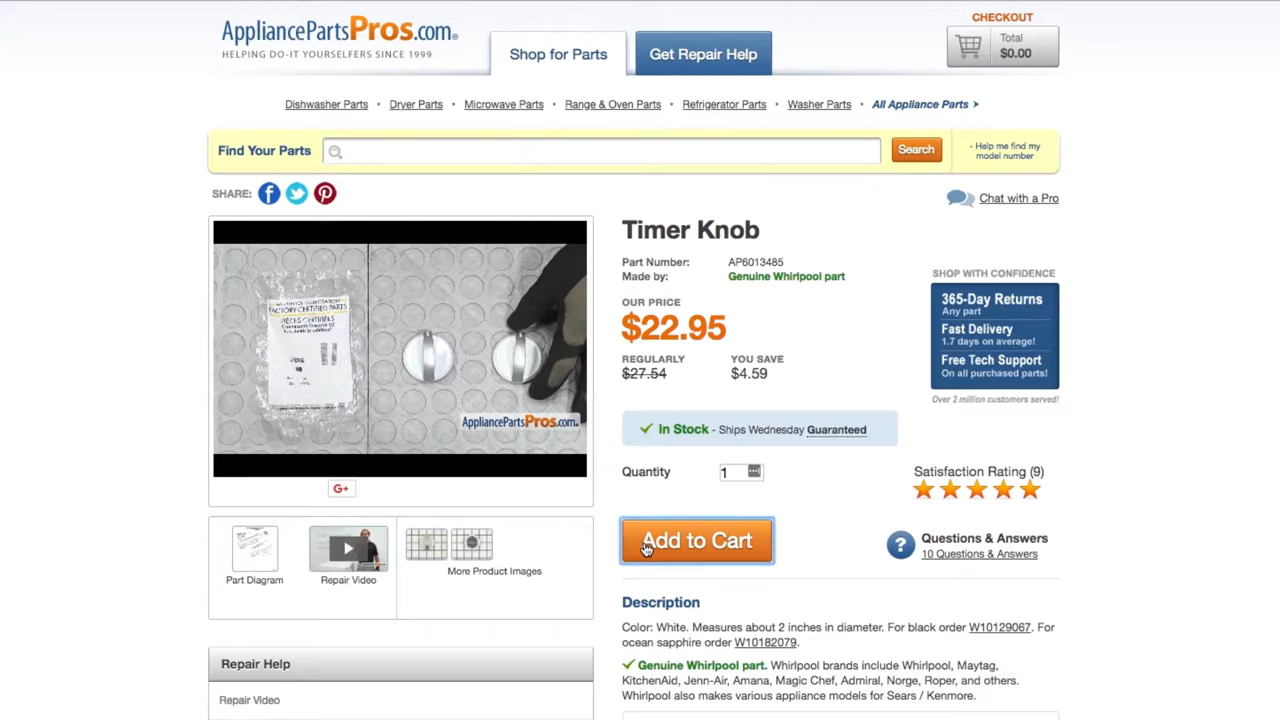 AppliancePartsPros.com®
HELPING DO-IT YOURSELFERS SINCE 1999
Shop for Parts
Get Repair Help
CHECKOUT
Total
$0.00
Dishwasher Parts • Dryer Parts • Microwave Parts • Range & Oven Parts • Refrigerator Parts • Washer Parts • All Appliance Parts
Find Your Parts
Search
- Help me find my
model number
SHARE:
Chat with a Pro
FACTORY CERTIFIED PARTS
AppliancePartsPros.com
G+
Part Diagram
Repair Video
More Product Images
Repair Help
Repair Video
Timer Knob
Part Number: AP6013485
Made by: Genuine Whirlpool part
OUR PRICE
$22.95
REGULARLY YOU SAVE
$27.54 $4.59
In Stock - Ships Wednesday Guaranteed
Quantity 1
Add to Cart
SHOP WITH CONFIDENCE
365-Day Returns
Any part
Fast Delivery
1.7 days on average!
Free Tech Support
On all purchased parts!
Over 2 million customers served!
Satisfaction Rating (9)
?
Questions & Answers
10 Questions & Answers
Description
Color: White. Measures about 2 inches in diameter. For black order W10129067. For
ocean sapphire order W10182079.
Genuine Whirlpool part. Whirlpool brands include Whirlpool, Maytag,
KitchenAid, Jenn-Air, Amana, Magic Chef, Admiral, Norge, Roper, and others.
Whirlpool also makes various appliance models for Sears / Kenmore.